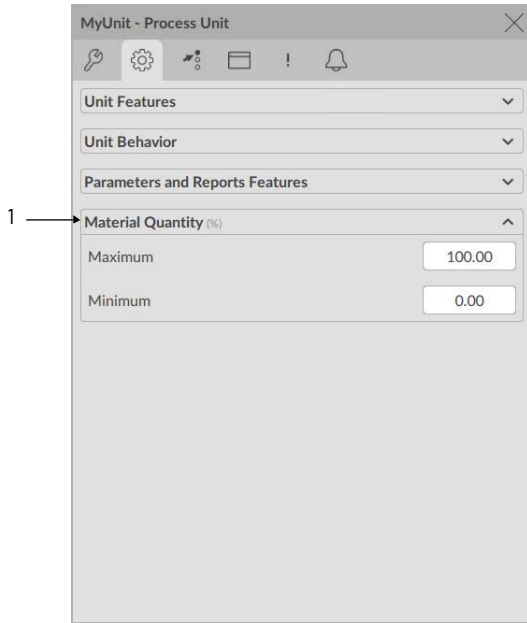 MyUnit - Process Unit
!
Unit Features
Unit Behavior
Parameters and Reports Features
1
Material Quantity (%)
Maximum 100.00
Minimum 0.00